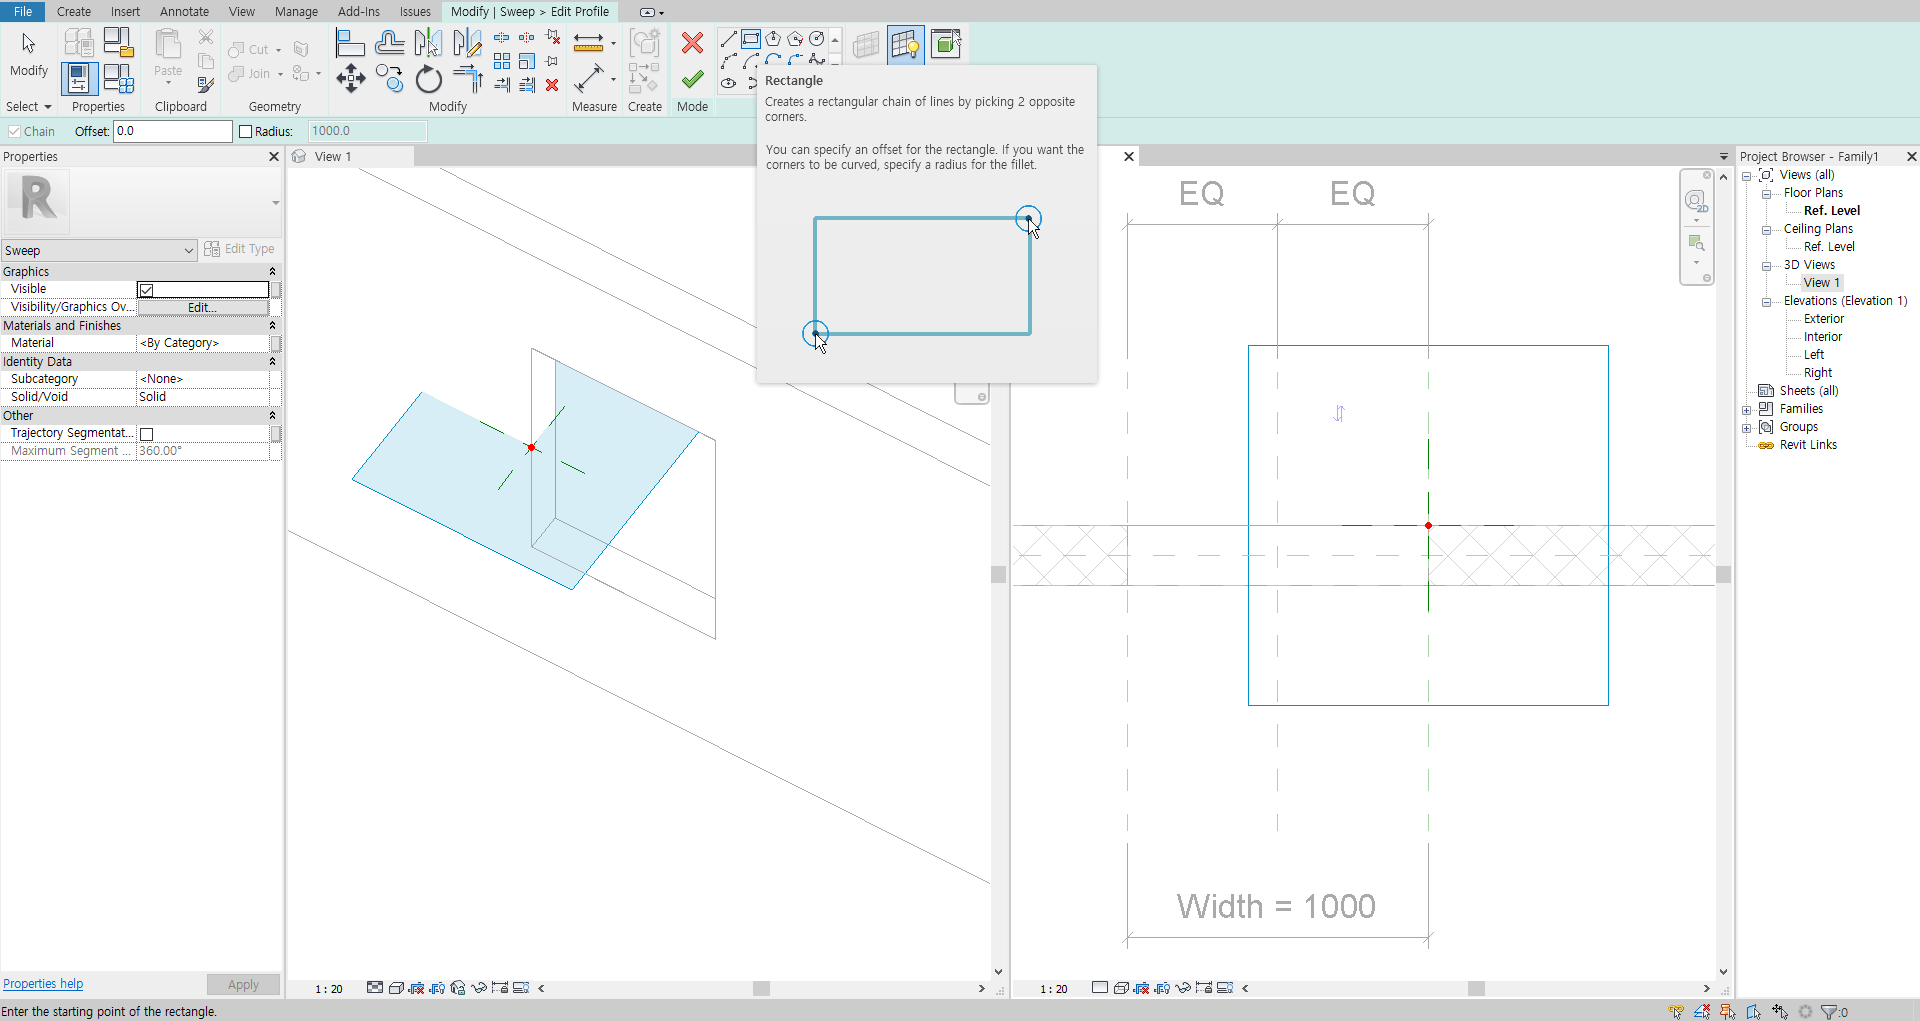 File Create Insert Annotate View Manage Add-Ins Issues Modify | Sweep > Edit Profile
Modify
Paste
Cut
Join
Select Properties Clipboard Geometry Modify Measure Create Mode
Rectangle
Creates a rectangular chain of lines by picking 2 opposite
corners.
You can specify an offset for the rectangle. If you want the
corners to be curved, specify a radius for the fillet.
Chain Offset: 0.0 Radius: 1000.0
Properties
R
Sweep Edit Type
Graphics
Visible
Visibility/Graphics Ov... Edit...
Materials and Finishes
Material <By Category>
Identity Data
Subcategory <None>
Solid/Void Solid
Other
Trajectory Segmentat...
Maximum Segment ... 360.00°
Properties help Apply
View 1
1 : 20
EQ EQ
2D
Width = 1000
1 : 20
Project Browser - Family1
Views (all)
Floor Plans
Ref. Level
Ceiling Plans
Ref. Level
3D Views
View 1
Elevations (Elevation 1)
Exterior
Interior
Left
Right
Sheets (all)
Families
Groups
Revit Links
Enter the starting point of the rectangle.
:0